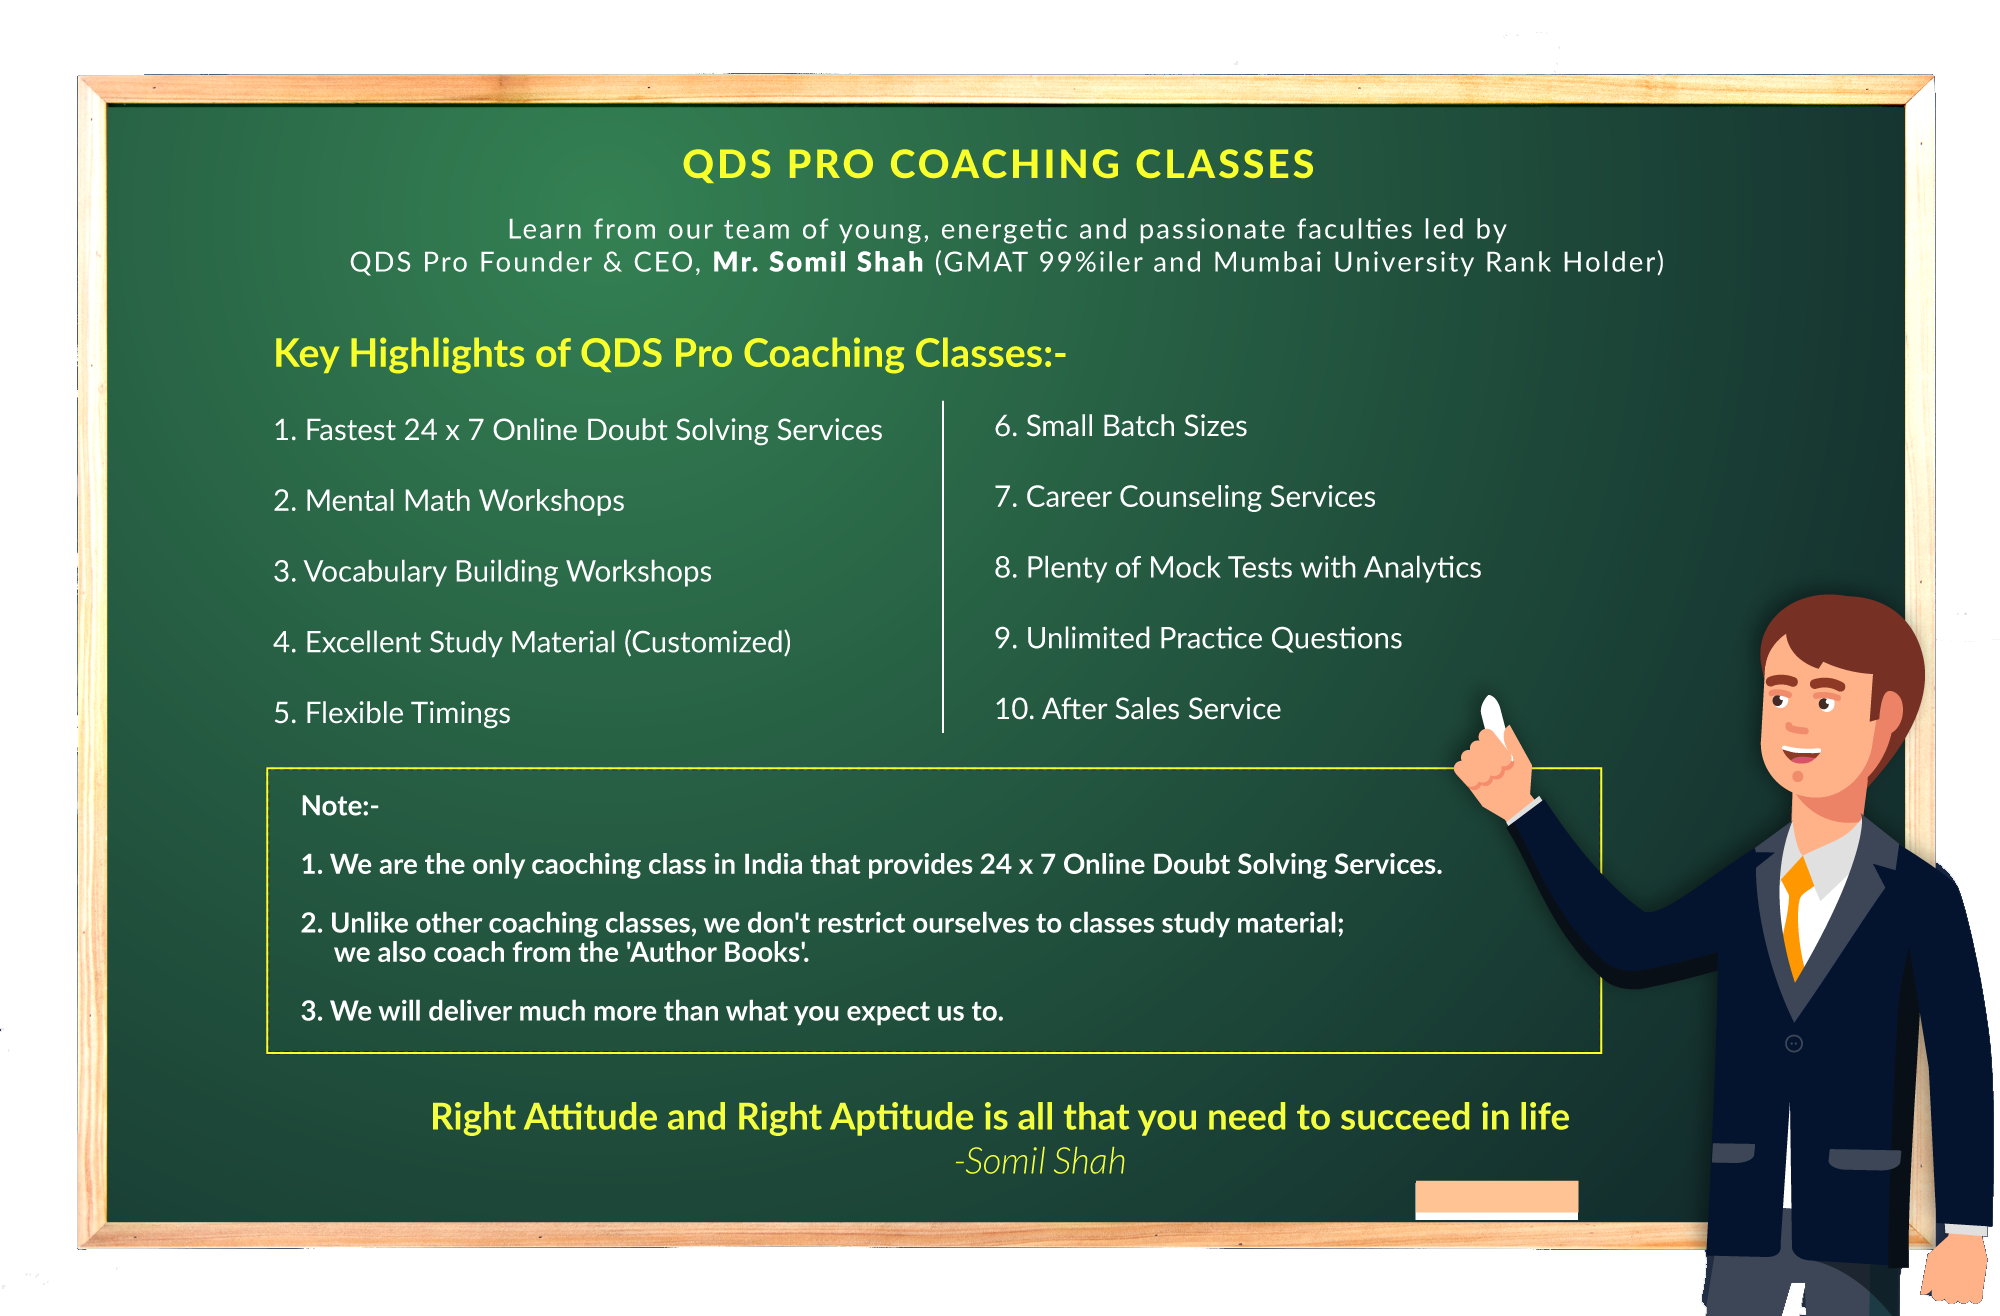 QDS PRO COACHING CLASSES
Learn from our team of young, energetic and passionate faculties led by
QDS Pro Founder & CEO, Mr. Somil Shah (GMAT 99%iler and Mumbai University Rank Holder)
Key Highlights of QDS Pro Coaching Classes:-
1. Fastest 24 x 7 Online Doubt Solving Services
2. Mental Math Workshops
3. Vocabulary Building Workshops
4. Excellent Study Material (Customized)
5. Flexible Timings
6. Small Batch Sizes
7. Career Counseling Services
8. Plenty of Mock Tests with Analytics
9. Unlimited Practice Questions
10. After Sales Service
Note:-
1. We are the only caoching class in India that provides 24 x 7 Online Doubt Solving Services.
2. Unlike other coaching classes, we don't restrict ourselves to classes study material;
we also coach from the 'Author Books'.
3. We will deliver much more than what you expect us to.
Right Attitude and Right Aptitude is all that you need to succeed in life
-Somil Shah